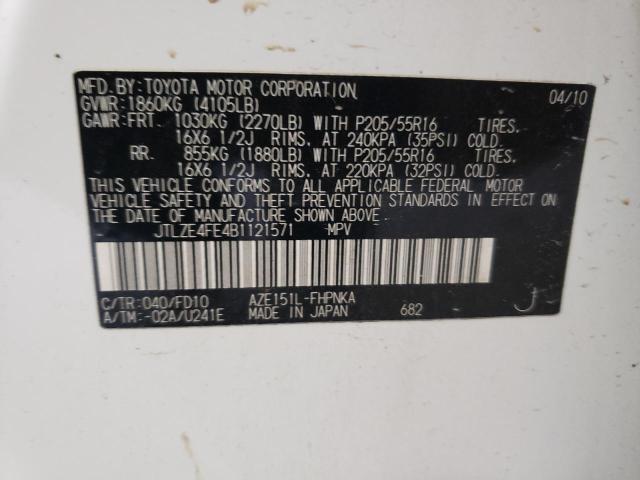 MFD. BY: TOYOTA MOTOR CORPORATION 04/10
GVWR: 1860KG (4105LB)
GAWR: FRT. 1030KG (2270LB) WITH P205/55R16 TIRES,
16X6 1/2J RIMS, AT 240KPA (35PSI) COLD.
RR. 855KG (1880LB) WITH P205/55R16 TIRES,
16X6 1/2J RIMS, AT 220KPA (32PSI) COLD.
THIS VEHICLE CONFORMS TO ALL APPLICABLE FEDERAL MOTOR
VEHICLE SAFETY AND THEFT PREVENTION STANDARDS IN EFFECT ON
THE DATE OF MANUFACTURE SHOWN ABOVE.
JTLZE4FE4B1121571 MPV
C/TR: 040/FD10 AZE151L-FHPNKA
A/TM: -02A/U241E MADE IN JAPAN 682 J